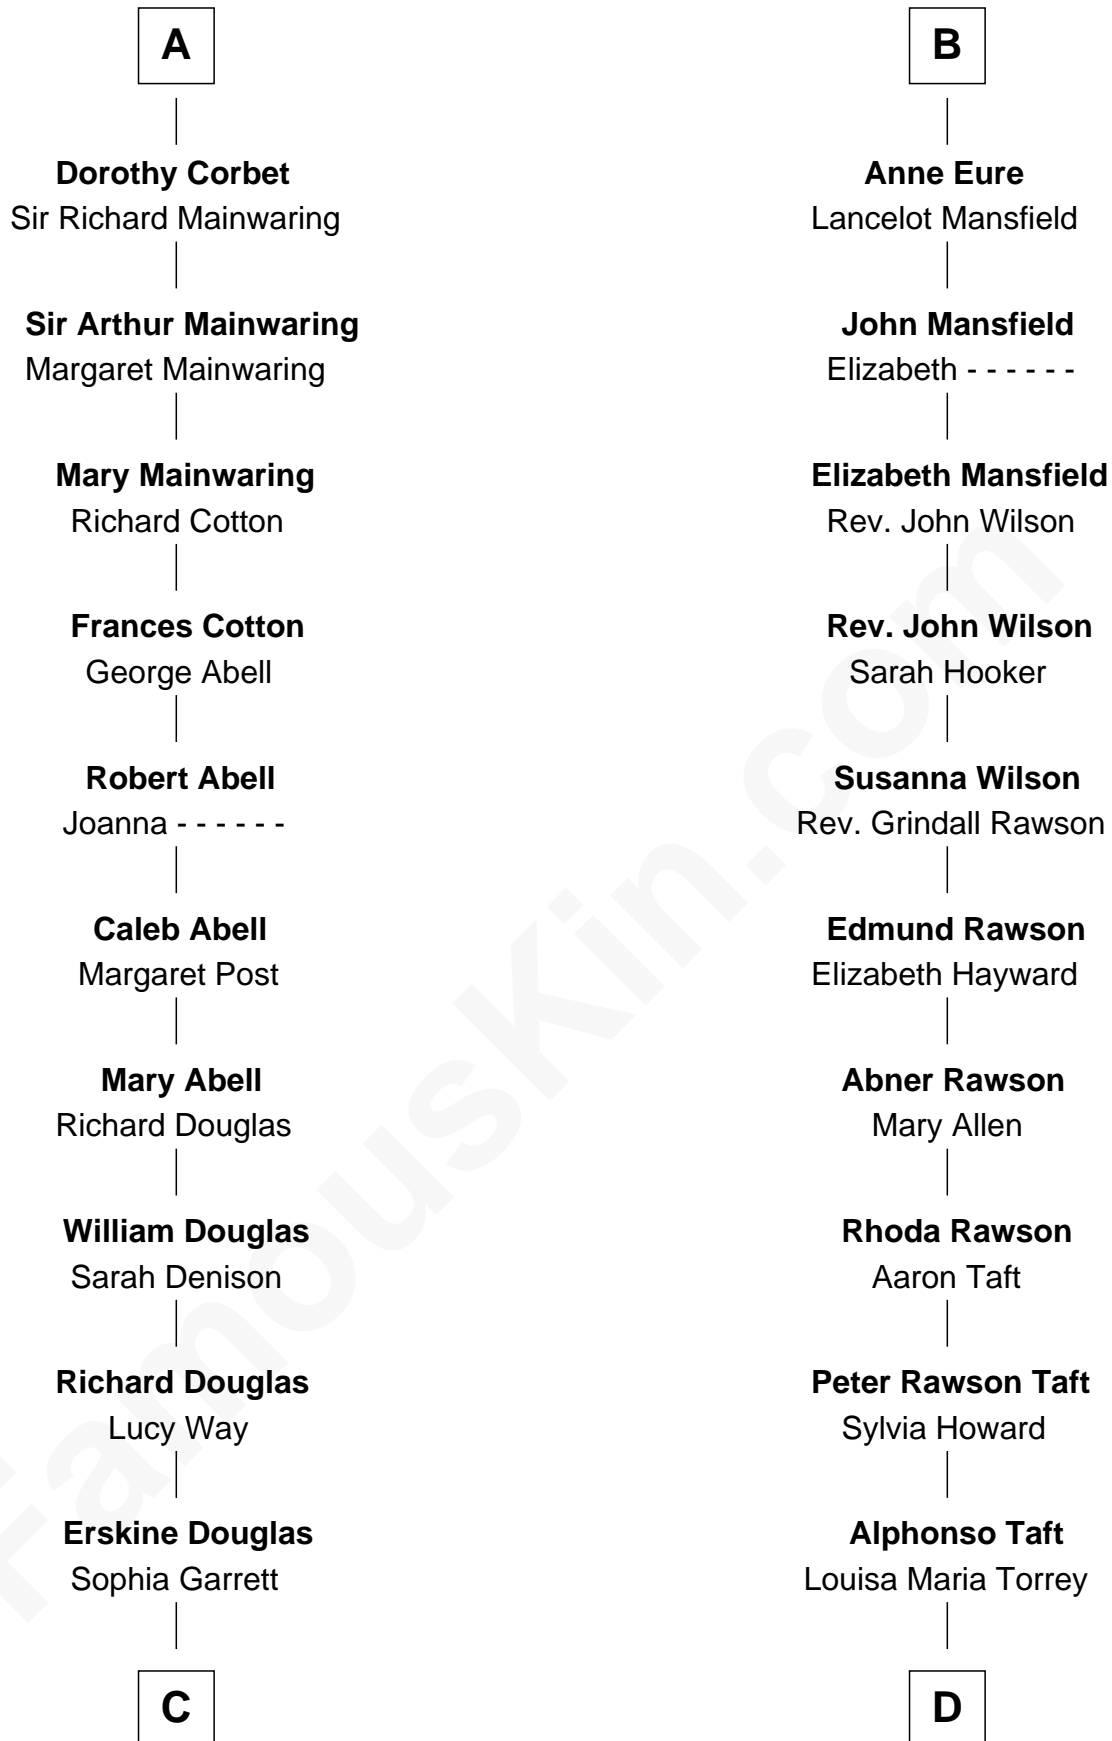 A
Dorothy Corbet
Sir Richard Mainwaring
Sir Arthur Mainwaring
Margaret Mainwaring
Mary Mainwaring
Richard Cotton
Frances Cotton
George Abell
Robert Abell
Joanna - - - - - -
Caleb Abell
Margaret Post
Mary Abell
Richard Douglas
William Douglas
Sarah Denison
Richard Douglas
Lucy Way
Erskine Douglas
Sophia Garrett
C
B
Anne Eure
Lancelot Mansfield
John Mansfield
Elizabeth - - - - - -
Elizabeth Mansfield
Rev. John Wilson
Rev. John Wilson
Sarah Hooker
Susanna Wilson
Rev. Grindall Rawson
Edmund Rawson
Elizabeth Hayward
Abner Rawson
Mary Allen
Rhoda Rawson
Aaron Taft
Peter Rawson Taft
Sylvia Howard
Alphonso Taft
Louisa Maria Torrey
D
FamousKin.com